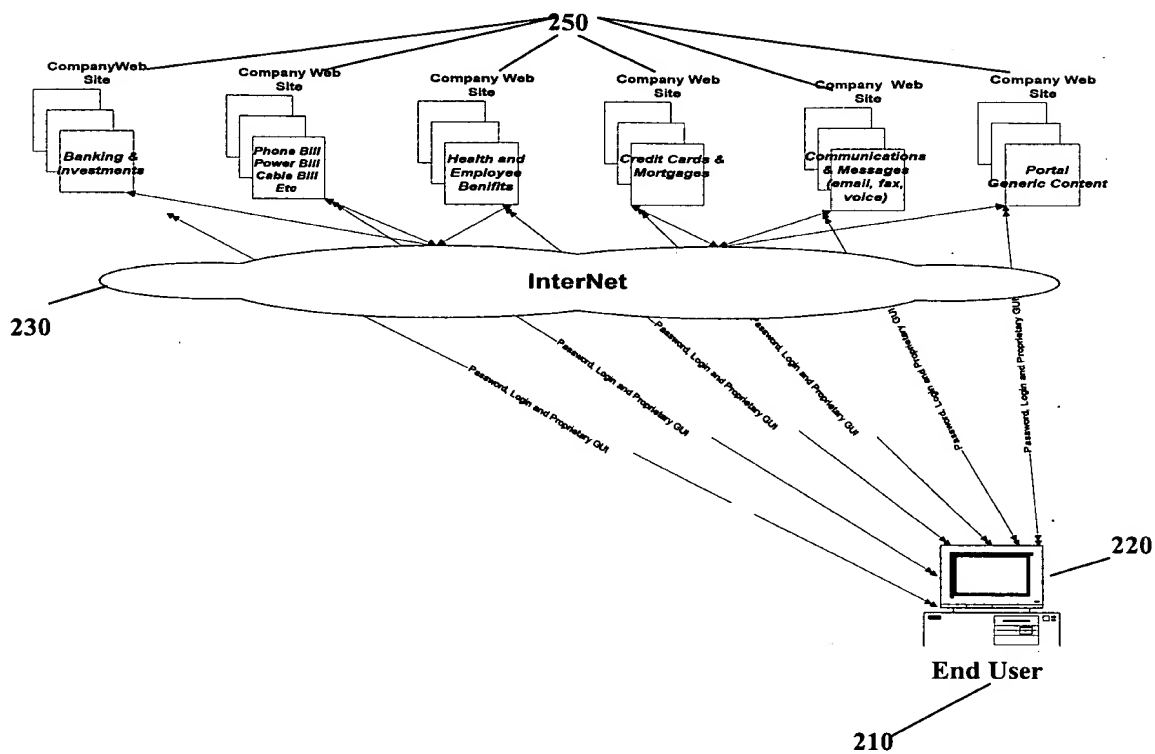 250
CompanyWeb
Site
Company Web
Site
Company Web
Site
Company Web
Site
Company Web
Site
Company Web
Site
Banking &
Investments
Phone Bill
Power Bill
Cable Bill
Etc
Health and
Employee
Benifits
Credit Cards &
Mortgages
Communications
& Messages
(email, fax,
voice)
Portal
Generic Content
InterNet
230
Password, Login and Proprietary GUI
Password, Login and Proprietary GUI
Password, Login and Proprietary GUI
Password, Login and Proprietary GUI
Password, Login and Proprietary GUI
Password, Login and Proprietary GUI
220
End User
210